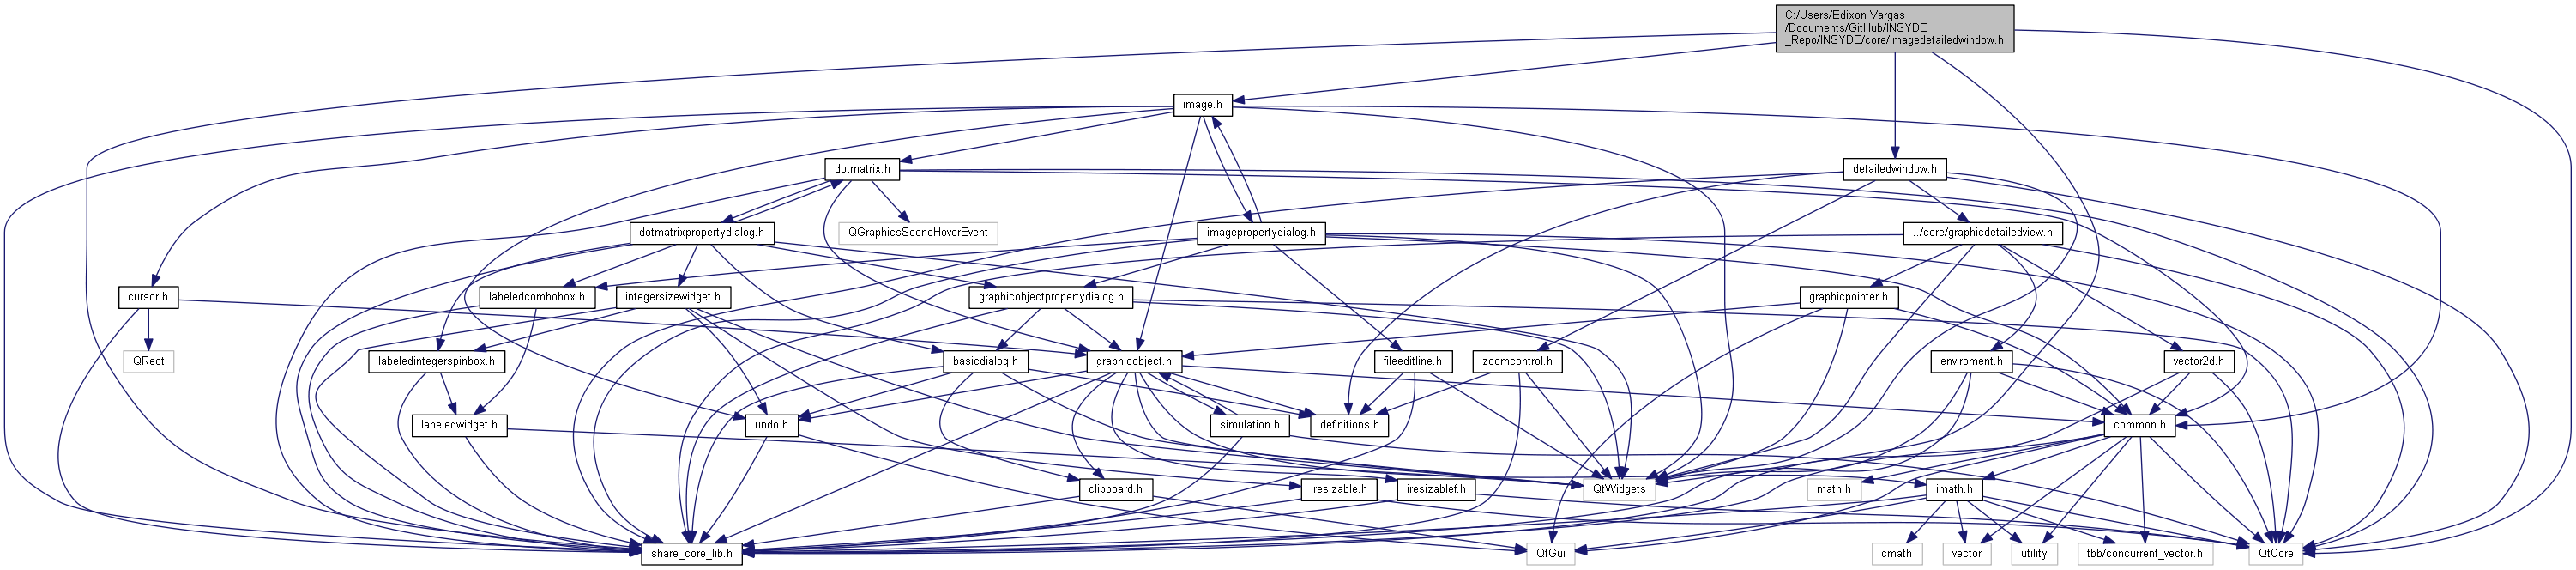 C:/Users/Edixon Vargas
/Documents/GitHub/INSYDE
_Repo/INSYDE/core/imagedetailedwindow.h
image.h
dotmatrix.h
detailedwindow.h
dotmatrixpropertydialog.h
QGraphicsSceneHoverEvent
imagepropertydialog.h
../core/graphicdetailedview.h
cursor.h
labeledcombobox.h
integersizewidget.h
graphicobjectpropertydialog.h
graphicpointer.h
QRect
labeledintegerspinbox.h
basicdialog.h
graphicobject.h
fileeditline.h
zoomcontrol.h
enviroment.h
vector2d.h
labeledwidget.h
undo.h
simulation.h
definitions.h
common.h
clipboard.h
iresizable.h
iresizablef.h
QtWidgets
math.h
imath.h
share_core_lib.h
QtGui
cmath
vector
utility
tbb/concurrent_vector.h
QtCore